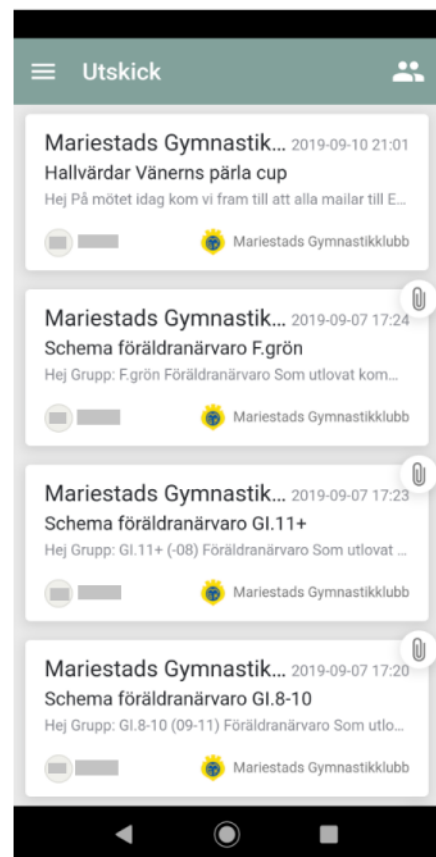 Utskick
Mariestads Gymnastik... 2019-09-10 21:01
Hallvärdar Vänerns pärla cup
Hej På mötet idag kom vi fram till att alla mailar till E...
Mariestads Gymnastikklubb
Mariestads Gymnastik... 2019-09-07 17:24
Schema föräldranärvaro F.grön
Hej Grupp: F.grön Föräldranärvaro Som utlovat kom...
Mariestads Gymnastikklubb
Mariestads Gymnastik... 2019-09-07 17:23
Schema föräldranärvaro GI.11+
Hej Grupp: GI.11+ (-08) Föräldranärvaro Som utlovat ...
Mariestads Gymnastikklubb
Mariestads Gymnastik... 2019-09-07 17:20
Schema föräldranärvaro GI.8-10
Hej Grupp: GI.8-10 (09-11) Föräldranärvaro Som utlo...
Mariestads Gymnastikklubb